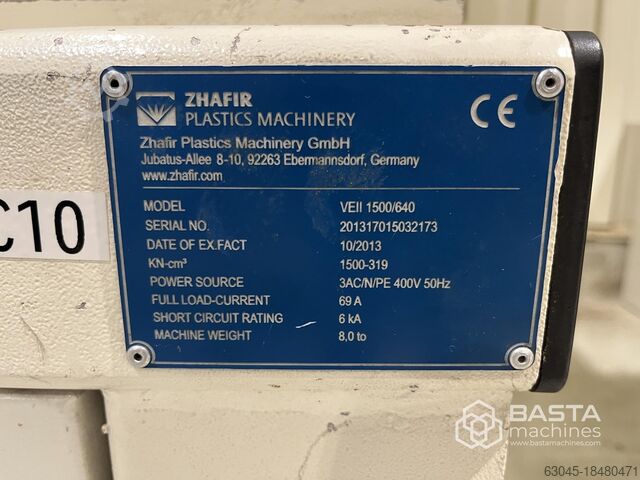 ZHAFIR
PLASTICS MACHINERY
CE
Zhafir Plastics Machinery GmbH
Jubatus-Allee 8-10, 92263 Ebermannsdorf, Germany
www.zhafir.com
MODEL VEII 1500/640
SERIAL NO. 201317015032173
DATE OF EX.FACT 10/2013
KN-cm³ 1500-319
POWER SOURCE 3AC/N/PE 400V 50Hz
FULL LOAD-CURRENT 69 A
SHORT CIRCUIT RATING 6 kA
MACHINE WEIGHT 8,0 to
C10
BASTA
machines
www.bastamachines.com
63045-18480471